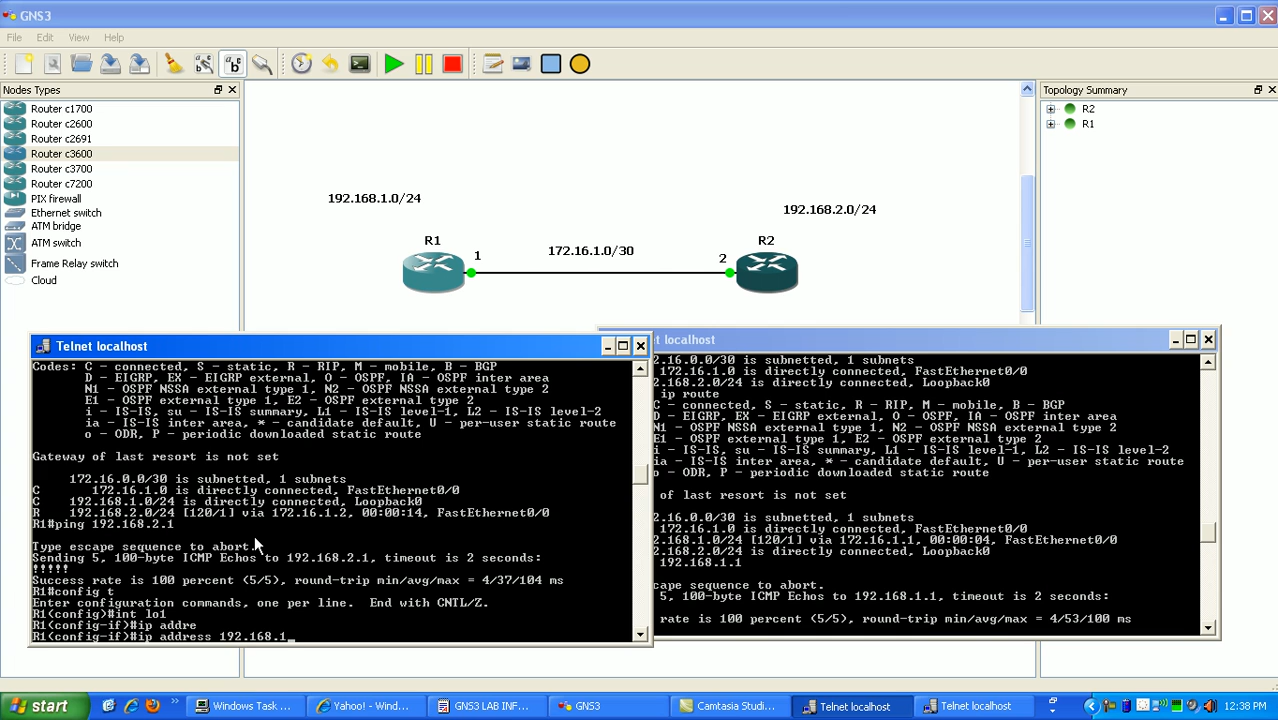 GNS3
File Edit View Help
Nodes Types
Router c1700
Router c2600
Router c2691
Router c3600
Router c3700
Router c7200
PIX firewall
Ethernet switch
ATM bridge
ATM switch
Frame Relay switch
Cloud
192.168.1.0/24
192.168.2.0/24
R1
R2
1
172.16.1.0/30
2
Topology Summary
R2
R1
Telnet localhost
Codes: C - connected, S - static, R - RIP, M - mobile, B - BGP
D - EIGRP, EX - EIGRP external, O - OSPF, IA - OSPF inter area
N1 - OSPF NSSA external type 1, N2 - OSPF NSSA external type 2
E1 - OSPF external type 1, E2 - OSPF external type 2
i - IS-IS, su - IS-IS summary, L1 - IS-IS level-1, L2 - IS-IS level-2
ia - IS-IS inter area, * - candidate default, U - per-user static route
o - ODR, P - periodic downloaded static route
Gateway of last resort is not set
172.16.0.0/30 is subnetted, 1 subnets
C 172.16.1.0 is directly connected, FastEthernet0/0
C 192.168.1.0/24 is directly connected, Loopback0
R 192.168.2.0/24 [120/1] via 172.16.1.2, 00:00:14, FastEthernet0/0
R1#ping 192.168.2.1
Type escape sequence to abort.
Sending 5, 100-byte ICMP Echos to 192.168.2.1, timeout is 2 seconds:
!!!!!
Success rate is 100 percent (5/5), round-trip min/avg/max = 4/37/104 ms
R1#config t
Enter configuration commands, one per line. End with CNTL/Z.
R1(config)#int lo1
R1(config-if)#ip addre
R1(config-if)#ip address 192.168.1_
et localhost
2.16.0.0/30 is subnetted, 1 subnets
172.16.1.0 is directly connected, FastEthernet0/0
2.168.2.0/24 is directly connected, Loopback0
ip route
C - connected, S - static, R - RIP, M - mobile, B - BGP
D - EIGRP, EX - EIGRP external, O - OSPF, IA - OSPF inter area
N1 - OSPF NSSA external type 1, N2 - OSPF NSSA external type 2
E1 - OSPF external type 1, E2 - OSPF external type 2
i - IS-IS, su - IS-IS summary, L1 - IS-IS level-1, L2 - IS-IS level-2
ia - IS-IS inter area, * - candidate default, U - per-user static route
o - ODR, P - periodic downloaded static route
of last resort is not set
2.16.0.0/30 is subnetted, 1 subnets
172.16.1.0 is directly connected, FastEthernet0/0
2.168.1.0/24 [120/1] via 172.16.1.1, 00:00:04, FastEthernet0/0
2.168.2.0/24 is directly connected, Loopback0
192.168.1.1
cape sequence to abort.
5, 100-byte ICMP Echos to 192.168.1.1, timeout is 2 seconds:
rate is 100 percent (5/5), round-trip min/avg/max = 4/53/100 ms
start
Windows Task ...
Yahoo! - Wind...
GNS3 LAB INF...
GNS3
Camtasia Studi...
Telnet localhost
Telnet localhost
12:38 PM